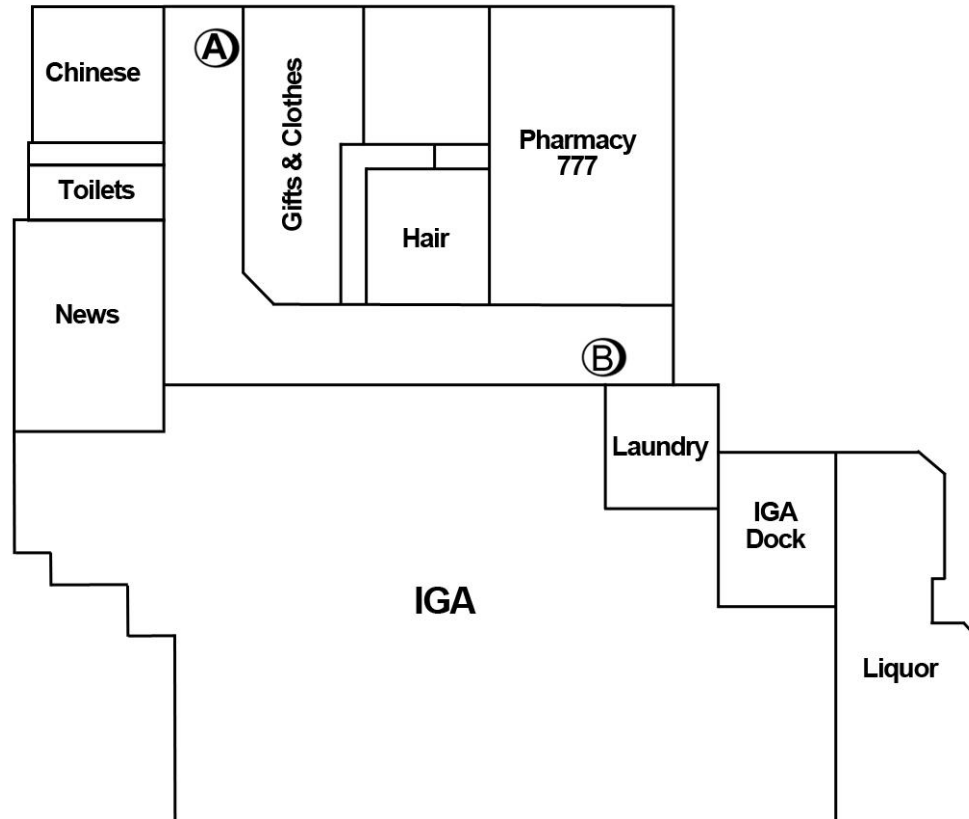 A
Chinese
Gifts & Clothes
Pharmacy
777
Toilets
Hair
News
B
Laundry
IGA
Dock
IGA
Liquor